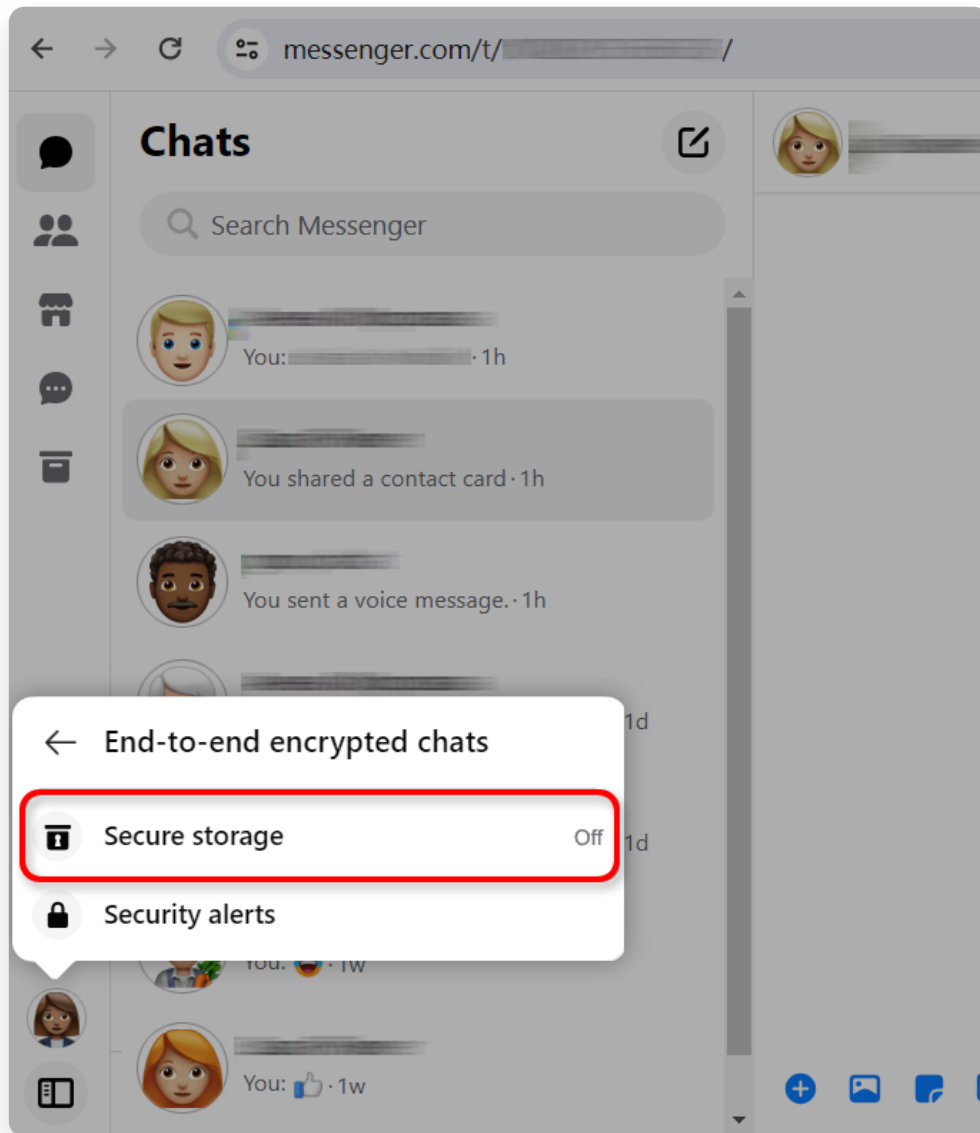 messenger.com/t/ /
Chats
Search Messenger
You: · 1h
You shared a contact card · 1h
You sent a voice message. · 1h
1d
End-to-end encrypted chats
Secure storage Off
1d
Security alerts
You: 😂 · 1w
You: 👍 · 1w